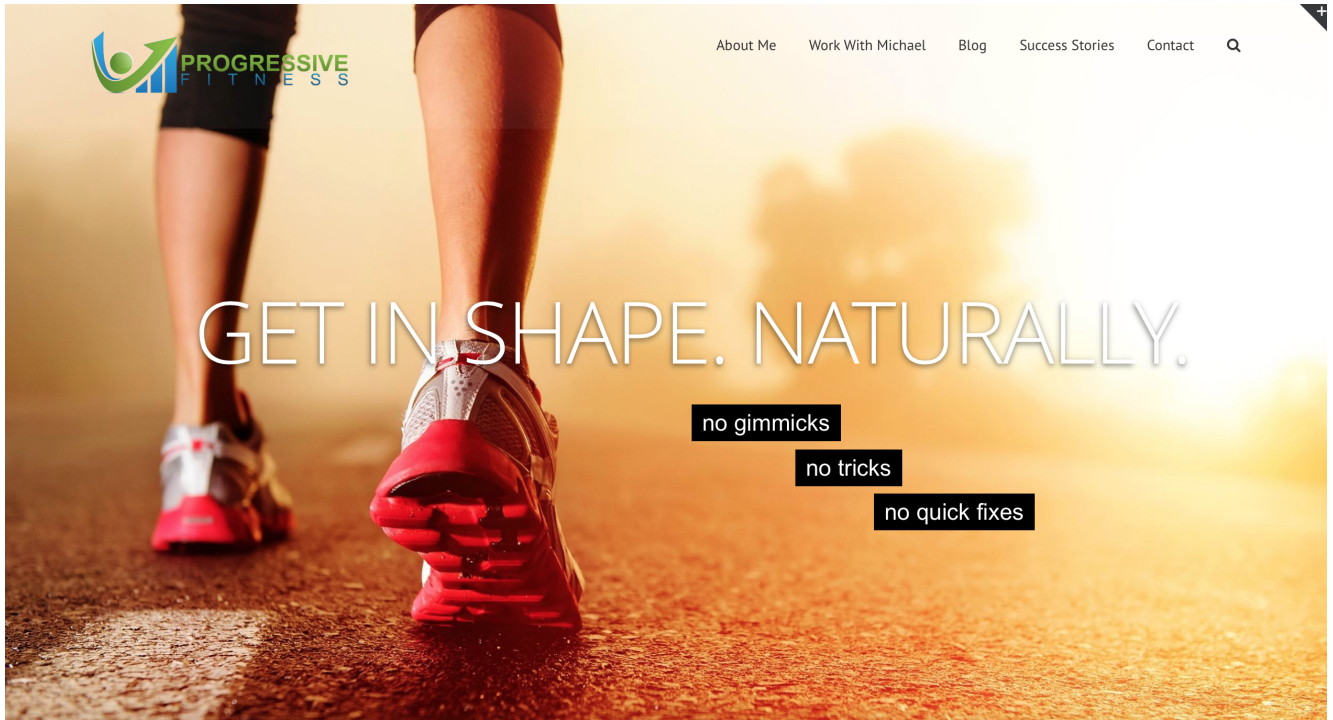 PROGRESSIVE
FITNESS
About Me Work With Michael Blog Success Stories Contact
+
GET IN SHAPE. NATURALLY.
no gimmicks
no tricks
no quick fixes